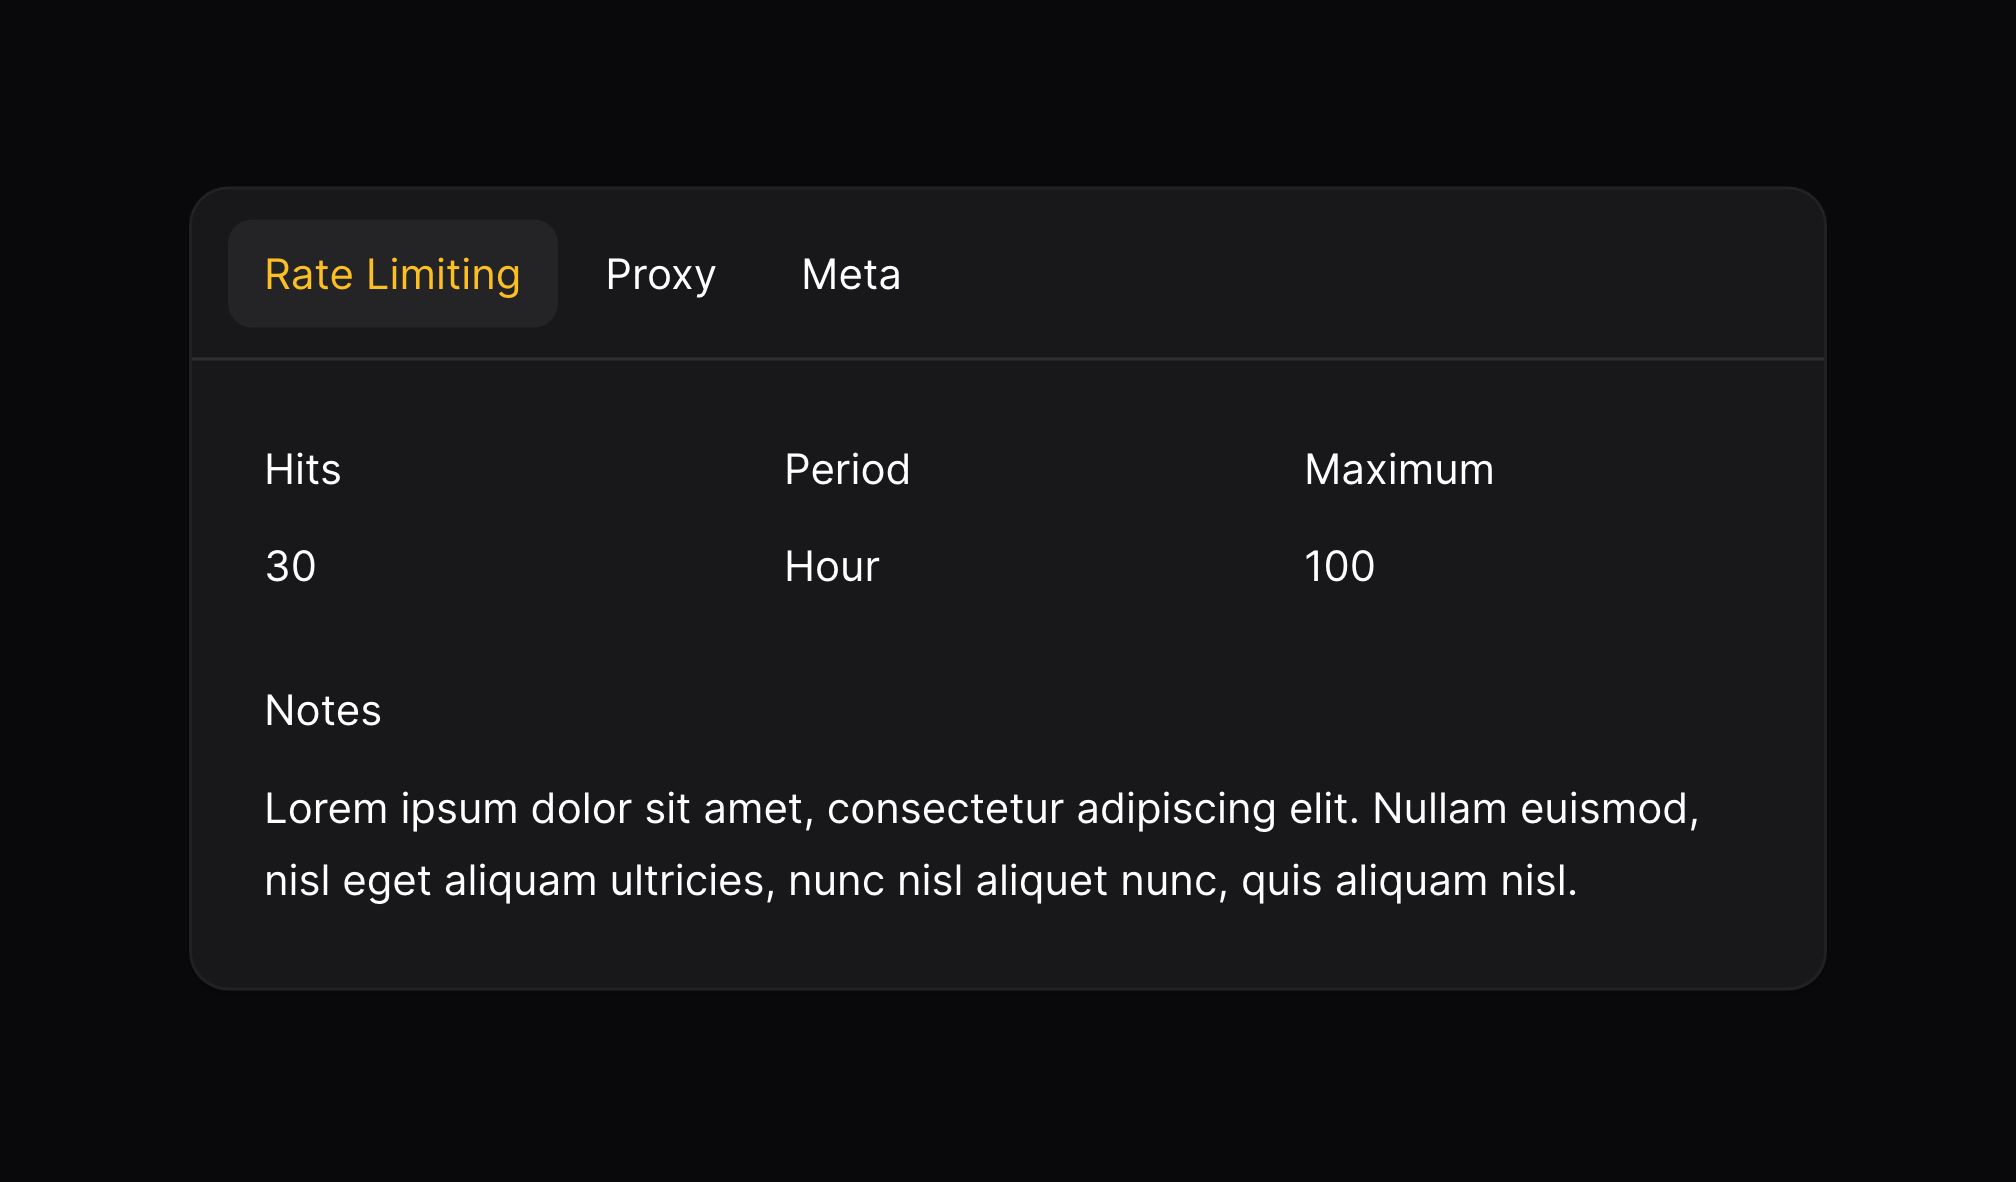 Rate Limiting Proxy Meta
Hits Period Maximum
30 Hour 100
Notes
Lorem ipsum dolor sit amet, consectetur adipiscing elit. Nullam euismod,
nisl eget aliquam ultricies, nunc nisl aliquet nunc, quis aliquam nisl.